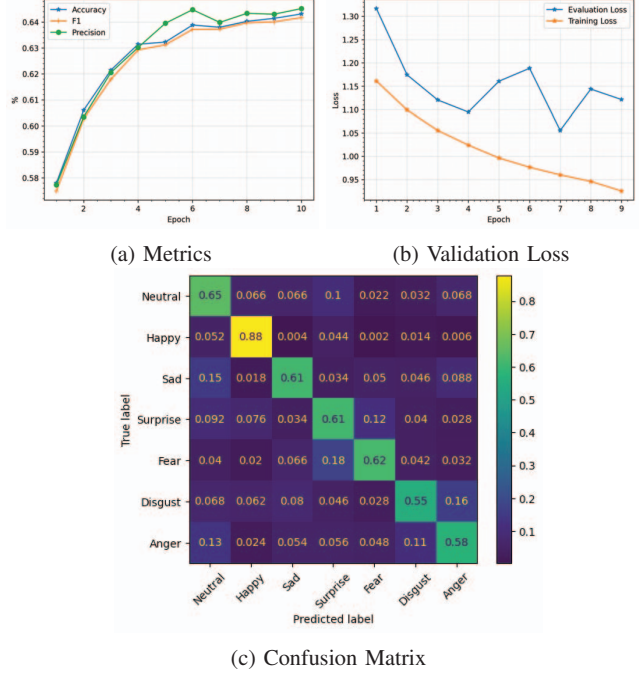 Accuracy
F1
Precision
0.64
0.63
0.62
0.61
0.60
0.59
0.58
%
2
4
6
8
10
Epoch
(a) Metrics
Evaluation Loss
Training Loss
1.30
1.25
1.20
1.15
1.10
1.05
1.00
0.95
Loss
1
2
3
4
5
6
7
8
9
Epoch
(b) Validation Loss
True label
Neutral 0.65 0.066 0.066 0.1 0.022 0.032 0.068
Happy 0.052 0.88 0.004 0.044 0.002 0.014 0.006
Sad 0.15 0.018 0.61 0.034 0.05 0.046 0.088
Surprise 0.092 0.076 0.034 0.61 0.12 0.04 0.028
Fear 0.04 0.02 0.066 0.18 0.62 0.042 0.032
Disgust 0.068 0.062 0.08 0.046 0.028 0.55 0.16
Anger 0.13 0.024 0.054 0.056 0.048 0.11 0.58
Neutral Happy Sad Surprise Fear Disgust Anger
Predicted label
0.8
0.7
0.6
0.5
0.4
0.3
0.2
0.1
(c) Confusion Matrix